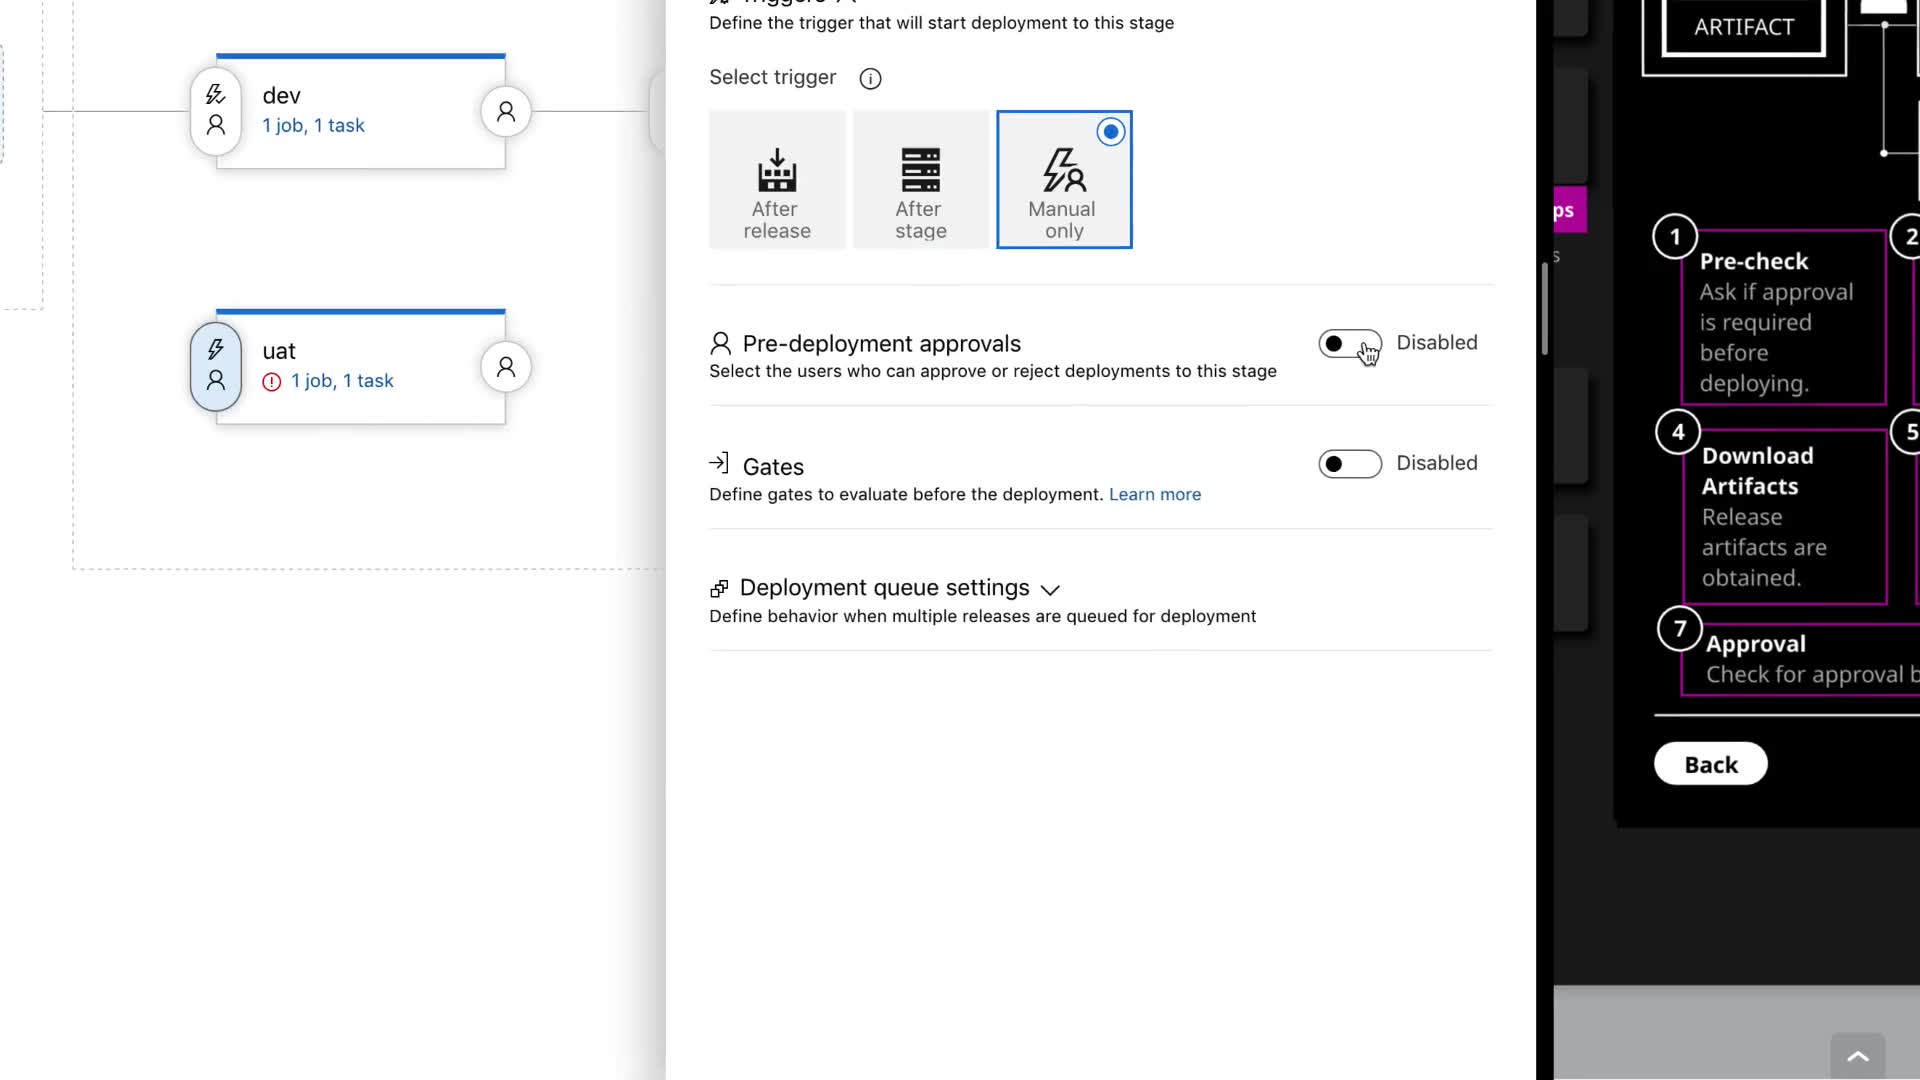 Triggers
Define the trigger that will start deployment to this stage
Select trigger
After
release
After
stage
Manual
only
dev
1 job, 1 task
uat
1 job, 1 task
Pre-deployment approvals
Disabled
Select the users who can approve or reject deployments to this stage
Gates
Disabled
Define gates to evaluate before the deployment. Learn more
Deployment queue settings
Define behavior when multiple releases are queued for deployment
ARTIFACT
ps
s
1
Pre-check
Ask if approval
is required
before
deploying.
2
4
Download
Artifacts
Release
artifacts are
obtained.
5
7
Approval
Check for approval b
Back